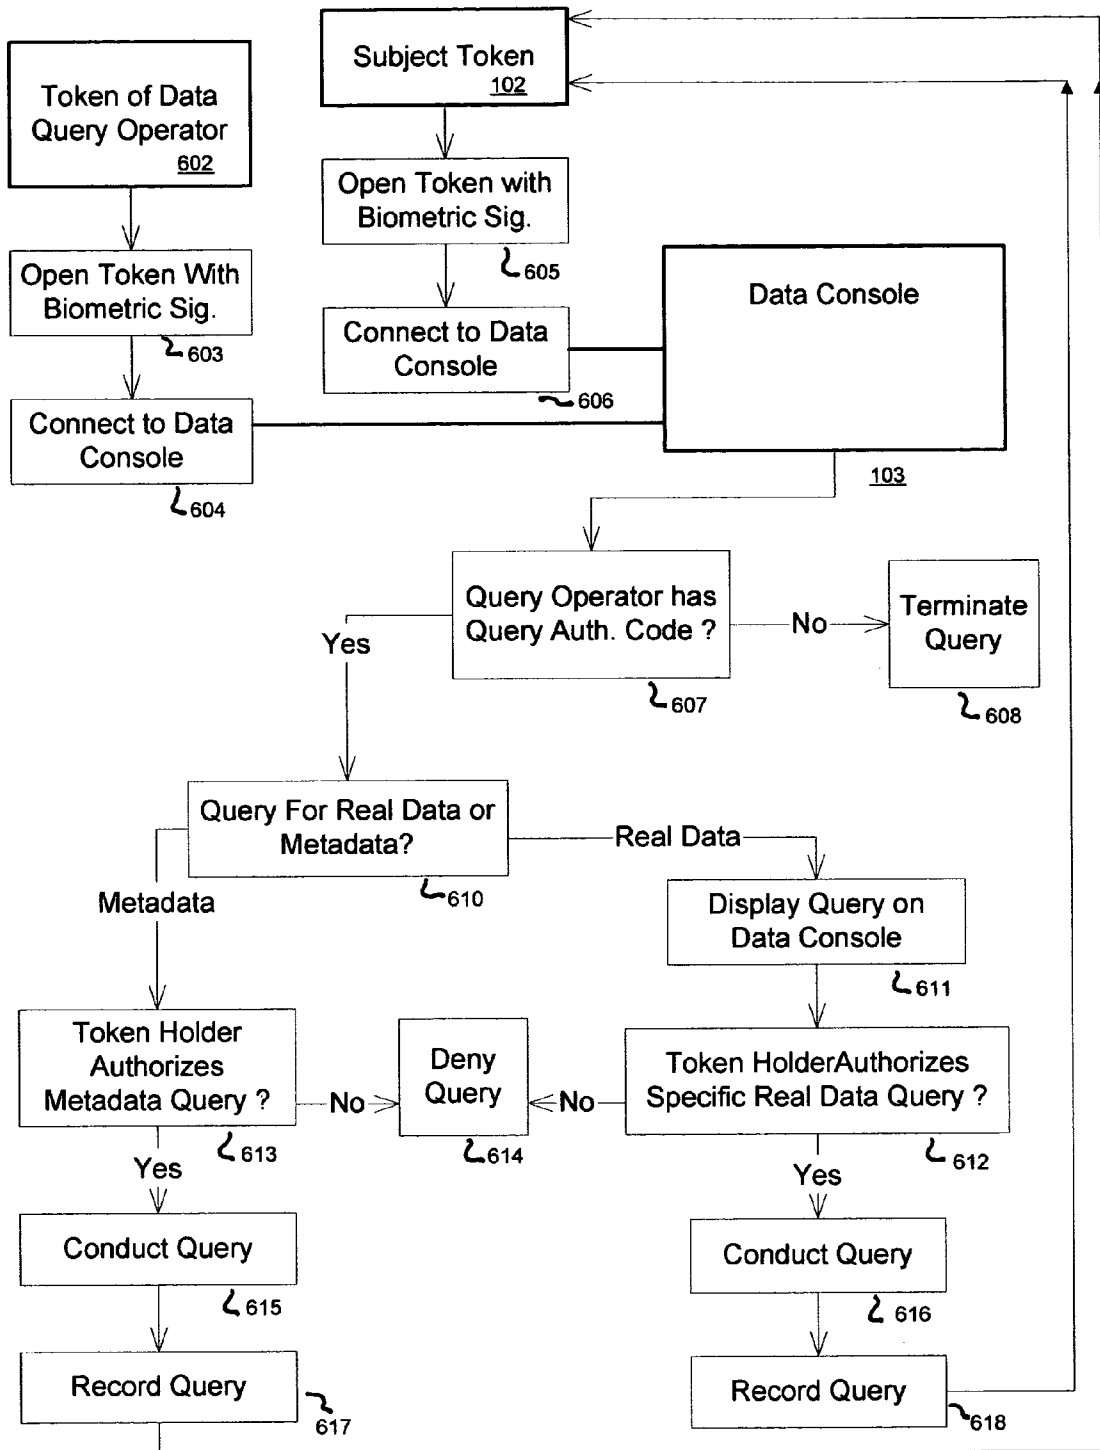 Subject Token
102
Token of Data
Query Operator
602
Open Token with
Biometric Sig.
605
Open Token With
Biometric Sig.
603
Data Console
103
Connect to Data
Console
606
Connect to Data
Console
604
Query Operator has
Query Auth. Code ?
607
No
Terminate
Query
608
Yes
Query For Real Data or
Metadata?
610
Real Data
Metadata
Display Query on
Data Console
611
Token Holder
Authorizes
Metadata Query ?
613
No
Deny
Query
614
No
Token HolderAuthorizes
Specific Real Data Query ?
612
Yes
Yes
Conduct Query
615
Conduct Query
616
Record Query
617
Record Query
618